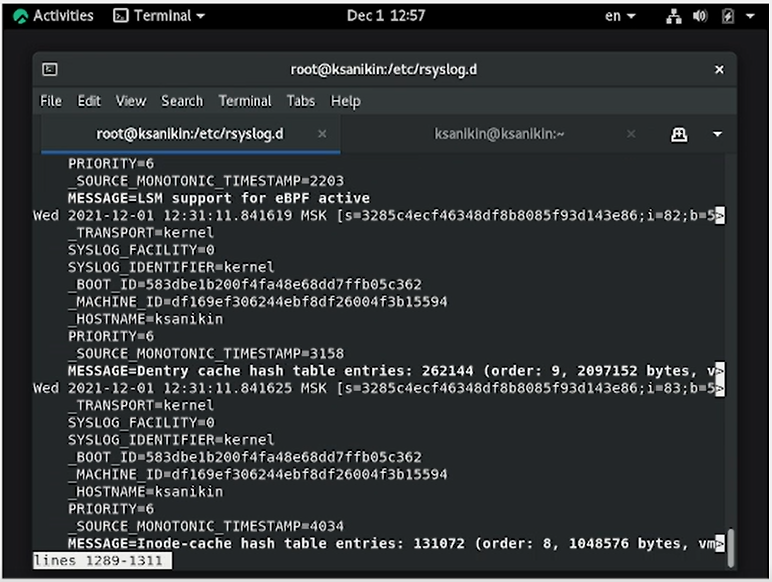 Activities Terminal Dec 1 12:57 en
root@ksanikin:/etc/rsyslog.d ×
File Edit View Search Terminal Tabs Help
root@ksanikin:/etc/rsyslog.d × ksanikin@ksanikin:~ ×
PRIORITY=6
_SOURCE_MONOTONIC_TIMESTAMP=2203
MESSAGE=LSM support for eBPF active
Wed 2021-12-01 12:31:11.841619 MSK [s=3285c4ecf46348df8b8085f93d143e86;i=82;b=5>
_TRANSPORT=kernel
SYSLOG_FACILITY=0
SYSLOG_IDENTIFIER=kernel
_BOOT_ID=583dbe1b200f4fa48e68dd7ffb05c362
_MACHINE_ID=df169ef306244ebf8df26004f3b15594
_HOSTNAME=ksanikin
PRIORITY=6
_SOURCE_MONOTONIC_TIMESTAMP=3158
MESSAGE=Dentry cache hash table entries: 262144 (order: 9, 2097152 bytes, v>
Wed 2021-12-01 12:31:11.841625 MSK [s=3285c4ecf46348df8b8085f93d143e86;i=83;b=5>
_TRANSPORT=kernel
SYSLOG_FACILITY=0
SYSLOG_IDENTIFIER=kernel
_BOOT_ID=583dbe1b200f4fa48e68dd7ffb05c362
_MACHINE_ID=df169ef306244ebf8df26004f3b15594
_HOSTNAME=ksanikin
PRIORITY=6
_SOURCE_MONOTONIC_TIMESTAMP=4034
MESSAGE=Inode-cache hash table entries: 131072 (order: 8, 1048576 bytes, vm>
lines 1289-1311